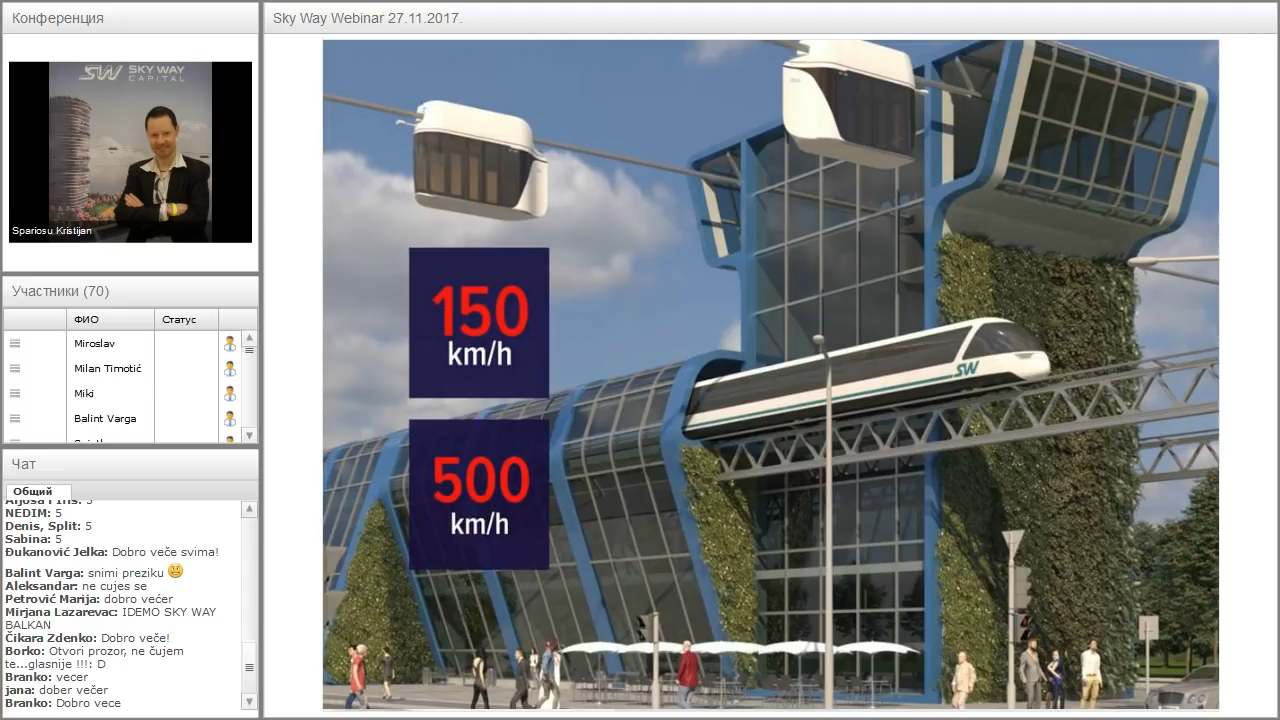 Конференция
SW SKY WAY
CAPITAL
Spariosu Kristijan
Участники (70)
ФИО
Статус
Miroslav
Milan Timotić
Miki
Balint Varga
Чат
Общий
NEDIM: 5
Denis, Split: 5
Sabina: 5
Đukanović Jelka: Dobro veče svima!
Balint Varga: snimi preziku
Aleksandar: ne cujes se
Petrović Marija: dobro većer
Mirjana Lazarevac: IDEMO SKY WAY
BALKAN
Čikara Zdenko: Dobro veče!
Borko: Otvori prozor, ne čujem
te...glasnije !!!: D
Branko: vecer
jana: dober večer
Branko: Dobro veče
Sky Way Webinar 27.11.2017.
150
km/h
500
km/h
SW